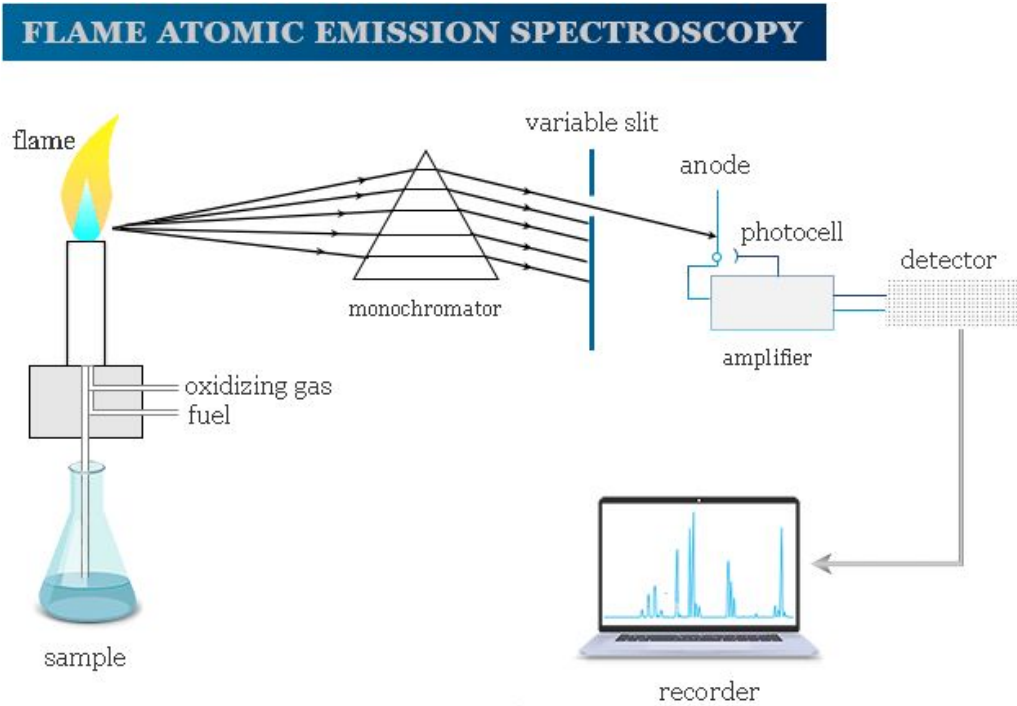 FLAME ATOMIC EMISSION SPECTROSCOPY
variable slit
flame
anode
photocell
detector
monochromator
amplifier
oxidizing gas
fuel
sample
recorder